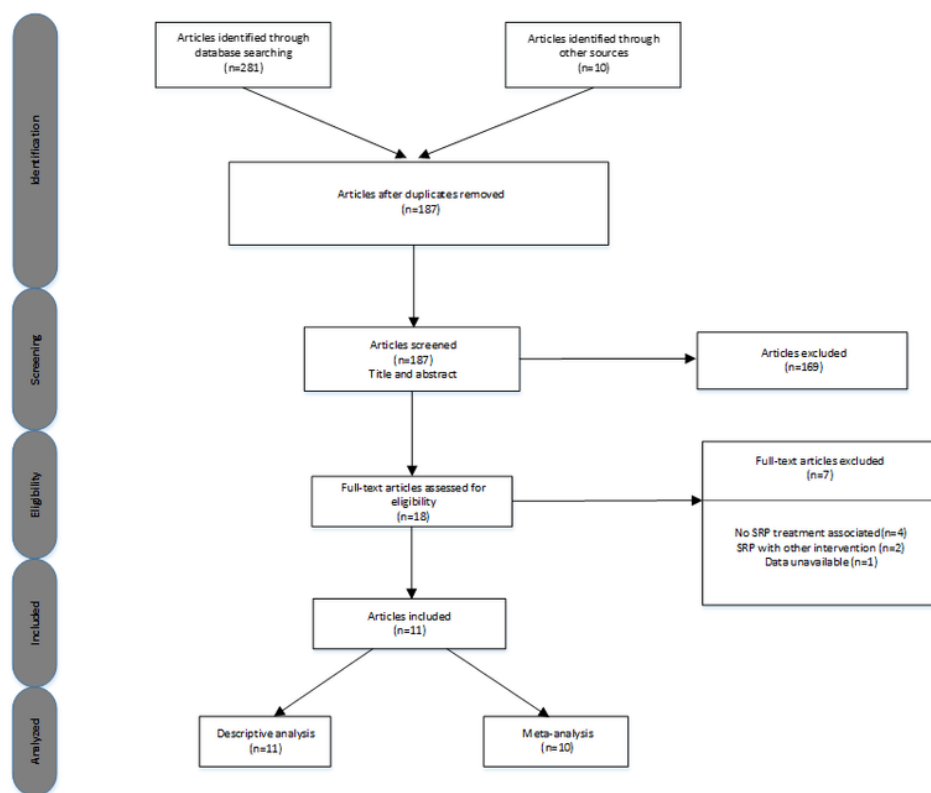 Identification
Articles identified through
database searching
(n=281)
Articles identified through
other sources
(n=10)
Articles after duplicates removed
(n=187)
Screening
Articles screened
(n=187)
Title and abstract
Articles excluded
(n=169)
Eligibility
Full-text articles assessed for
eligibility
(n=18)
Full-text articles excluded
(n=7)
No SRP treatment associated(n=4)
SRP with other intervention (n=2)
Data unavailable (n=1)
Included
Articles included
(n=11)
Analyzed
Descriptive analysis
(n=11)
Meta-analysis
(n=10)